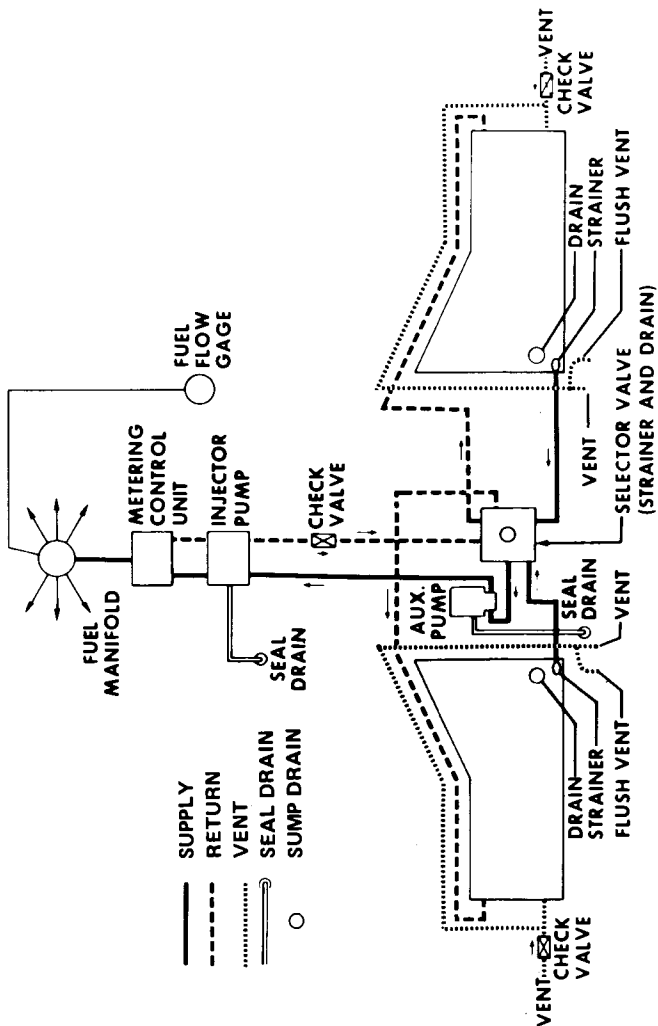 FUEL
MANIFOLD
METERING
CONTROL
UNIT
INJECTOR
PUMP
FUEL
FLOW
GAGE
SEAL
DRAIN
CHECK
VALVE
SUPPLY
RETURN
VENT
SEAL DRAIN
SUMP DRAIN
AUX.
PUMP
SEAL
DRAIN
VENT
VENT
CHECK
VALVE
DRAIN
STRAINER
FLUSH VENT
SELECTOR VALVE
(STRAINER AND DRAIN)
VENT
DRAIN
STRAINER
FLUSH VENT
VENT
CHECK
VALVE